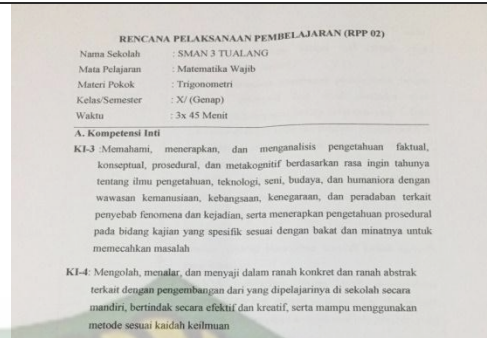 RENCANA PELAKSANAAN PEMBELAJARAN (RPP 02)
Nama Sekolah : SMAN 3 TUALANG
Mata Pelajaran : Matematika Wajib
Materi Pokok : Trigonometri
Kelas/Semester : X/ (Genap)
Waktu : 3x 45 Menit
A. Kompetensi Inti
KI-3 :Memahami, menerapkan, dan menganalisis pengetahuan faktual,
konseptual, prosedural, dan metakognitif berdasarkan rasa ingin tahunya
tentang ilmu pengetahuan, teknologi, seni, budaya, dan humaniora dengan
wawasan kemanusiaan, kebangsaan, kenegaraan, dan peradaban terkait
penyebab fenomena dan kejadian, serta menerapkan pengetahuan prosedural
pada bidang kajian yang spesifik sesuai dengan bakat dan minatnya untuk
memecahkan masalah
KI-4: Mengolah, menalar, dan menyaji dalam ranah konkret dan ranah abstrak
terkait dengan pengembangan dari yang dipelajarinya di sekolah secara
mandiri, bertindak secara efektif dan kreatif, serta mampu menggunakan
metode sesuai kaidah keilmuan